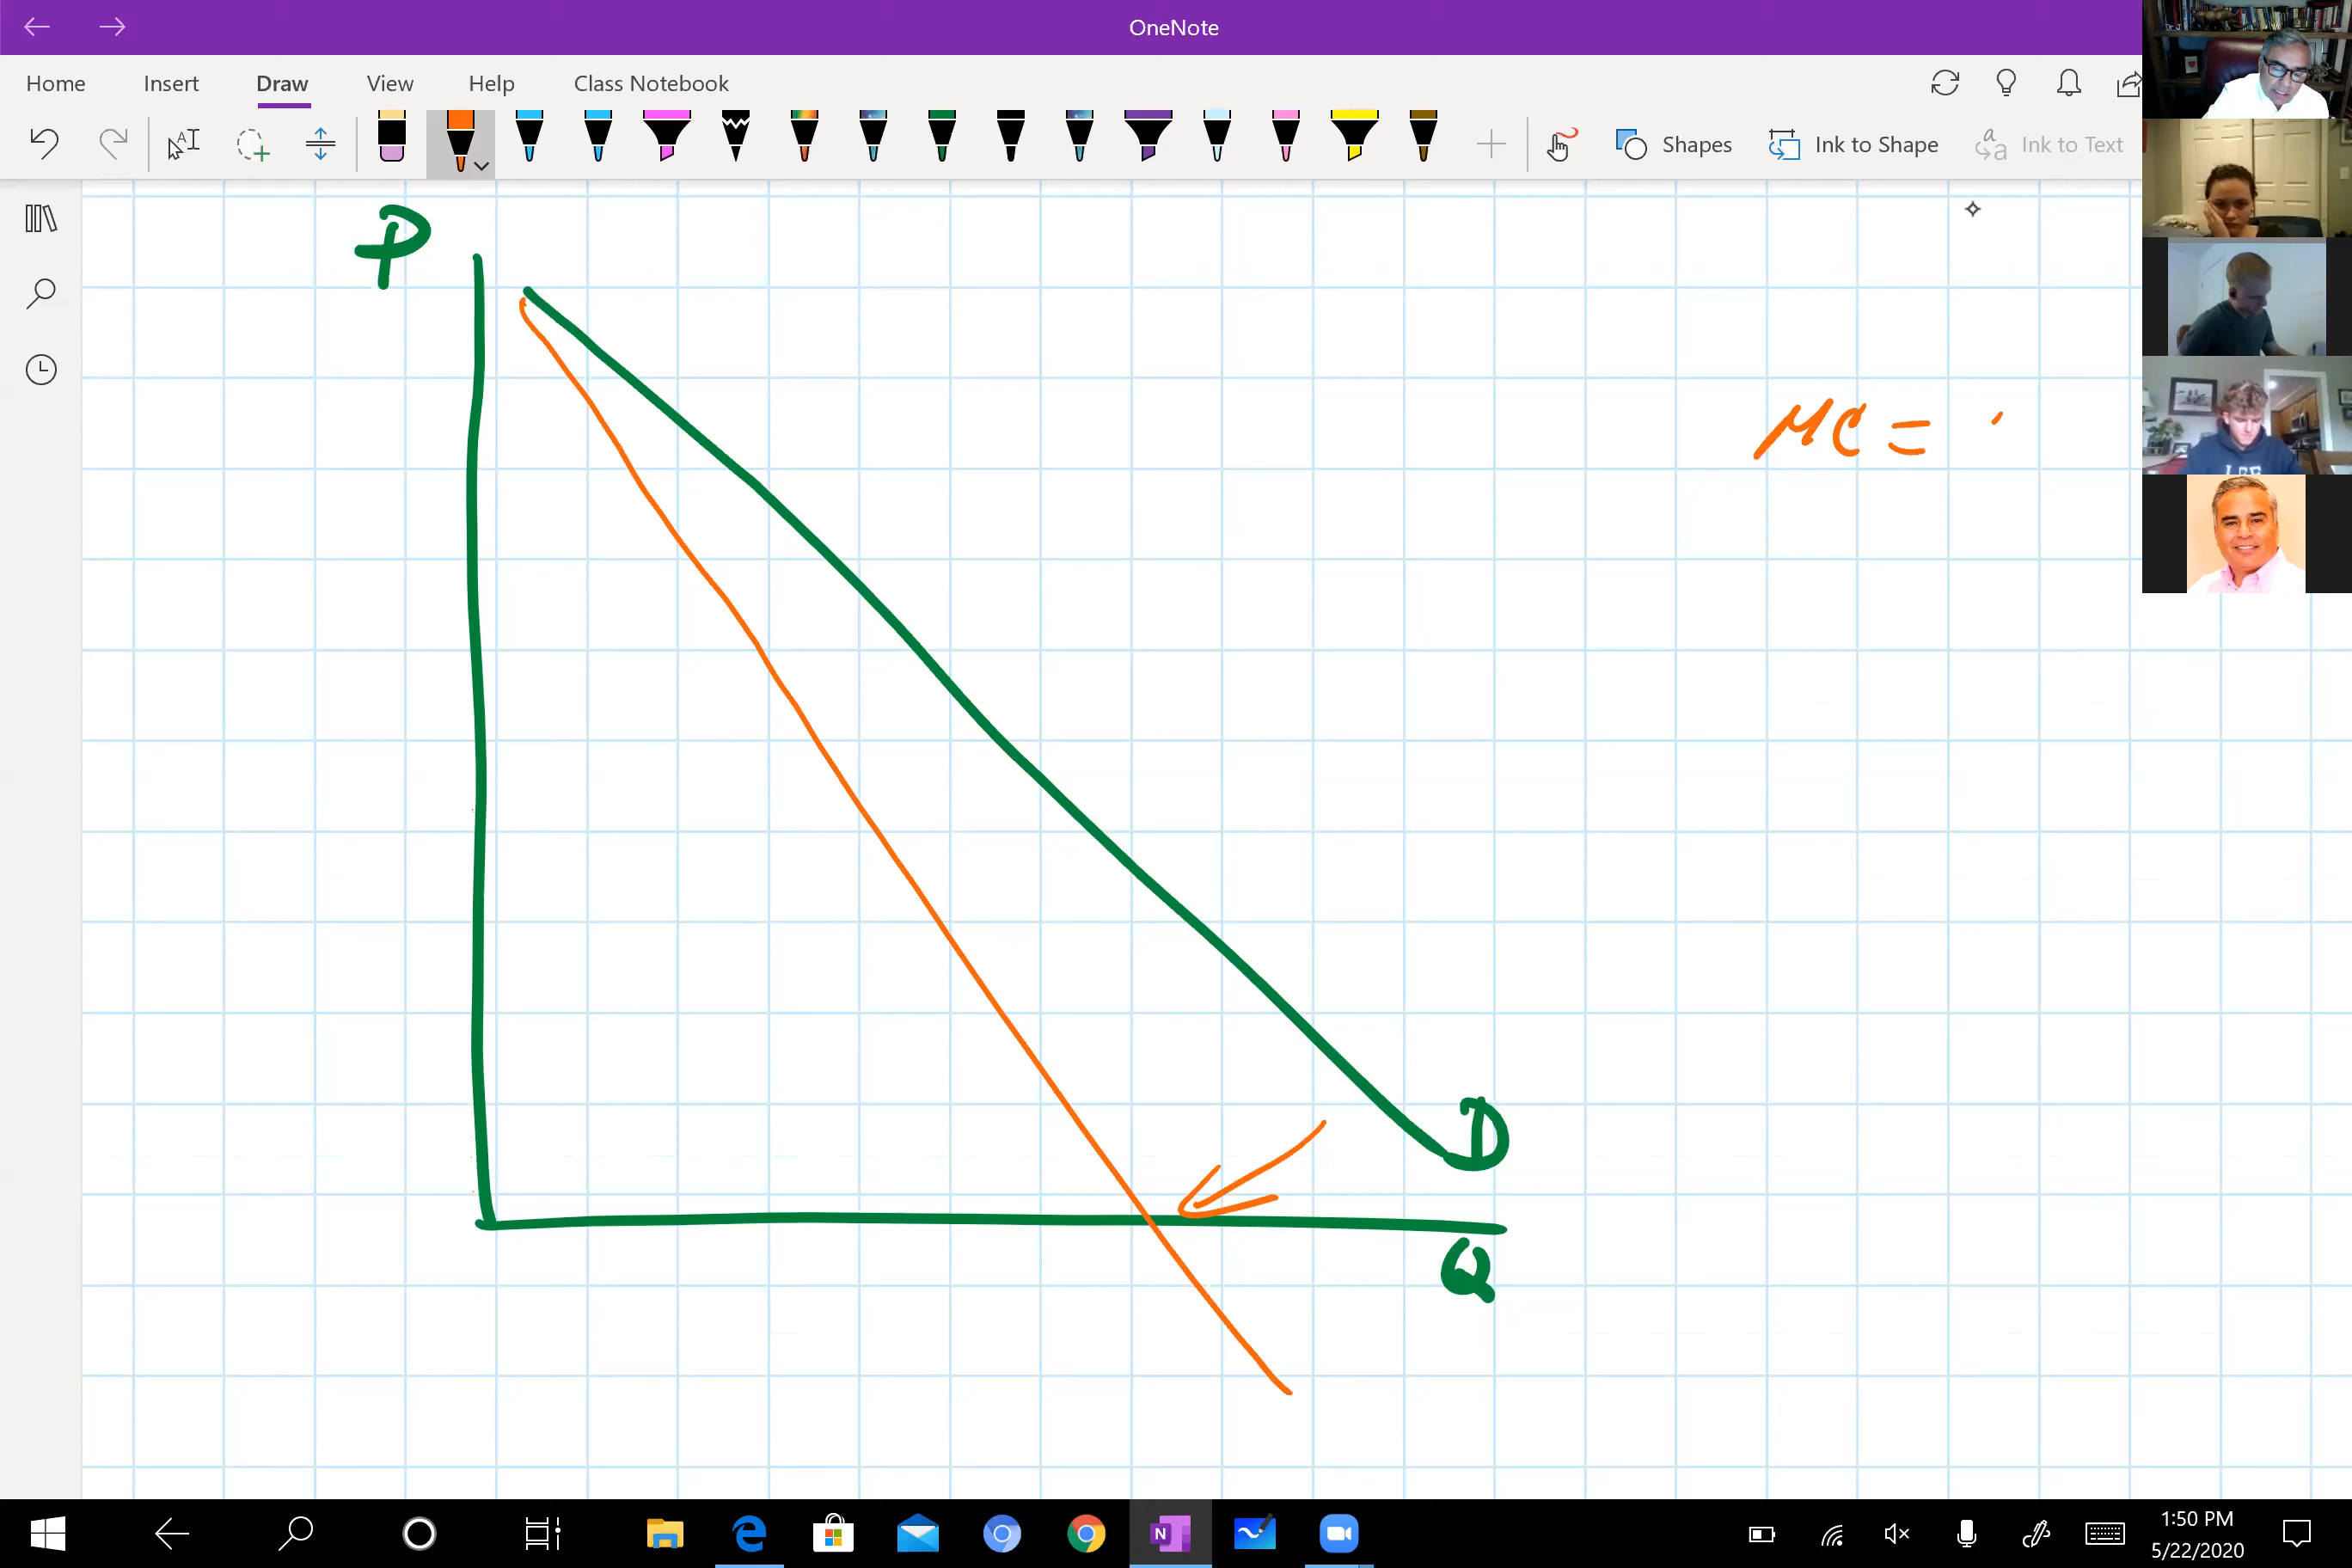 OneNote
Home Insert Draw View Help Class Notebook
Shapes Ink to Shape Ink to Text
P
MC =
D
Q
1:50 PM
5/22/2020